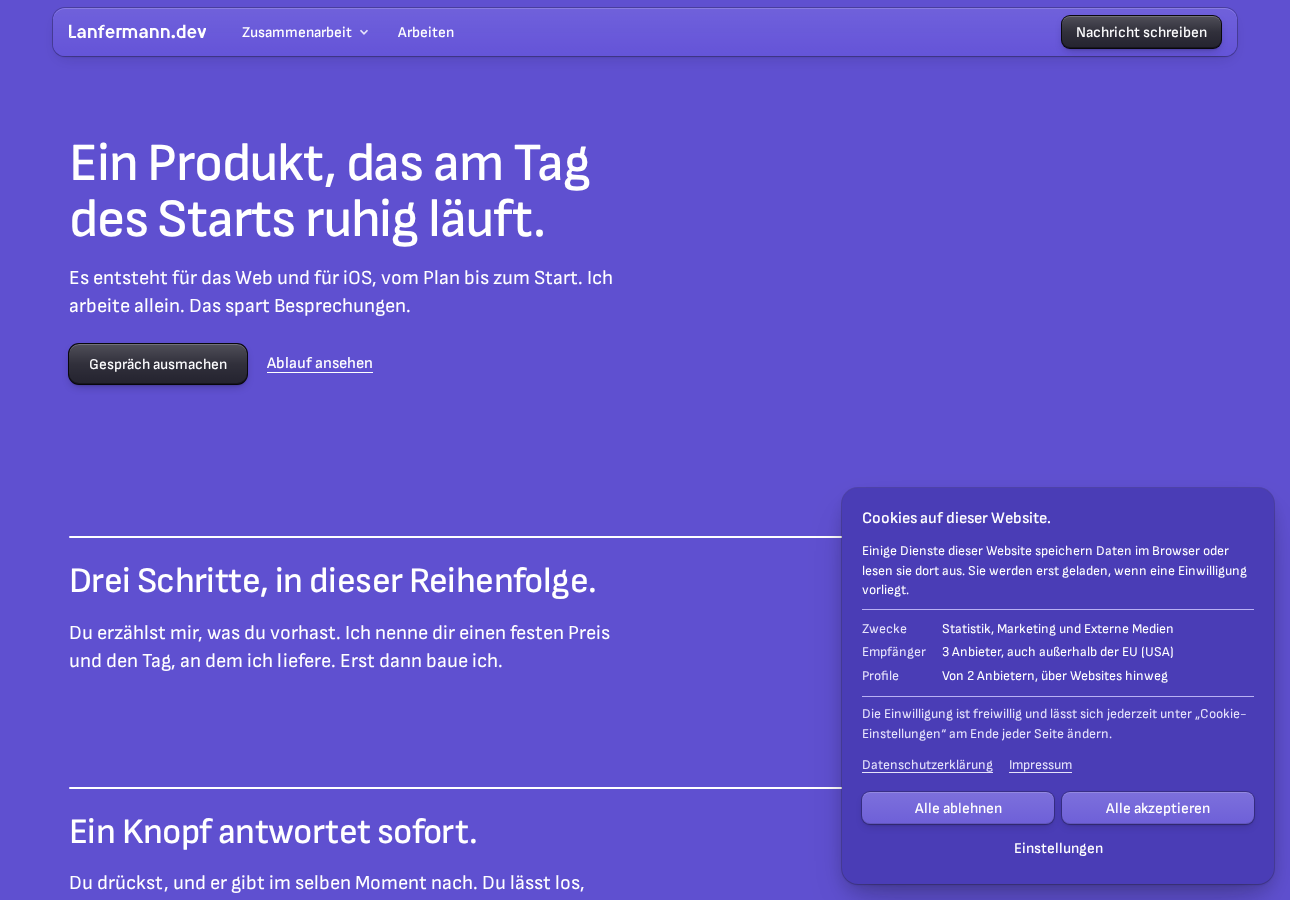 Lanfermann.dev
Zusammenarbeit
Arbeiten
Nachricht schreiben
Ein Produkt, das am Tag
des Starts ruhig läuft.
Es entsteht für das Web und für iOS, vom Plan bis zum Start. Ich
arbeite allein. Das spart Besprechungen.
Gespräch ausmachen
Ablauf ansehen
Drei Schritte, in dieser Reihenfolge.
Du erzählst mir, was du vorhast. Ich nenne dir einen festen Preis
und den Tag, an dem ich liefere. Erst dann baue ich.
Ein Knopf antwortet sofort.
Du drückst, und er gibt im selben Moment nach. Du lässt los,
Cookies auf dieser Website.
Einige Dienste dieser Website speichern Daten im Browser oder
lesen sie dort aus. Sie werden erst geladen, wenn eine Einwilligung
vorliegt.
Zwecke Statistik, Marketing und Externe Medien
Empfänger 3 Anbieter, auch außerhalb der EU (USA)
Profile Von 2 Anbietern, über Websites hinweg
Die Einwilligung ist freiwillig und lässt sich jederzeit unter „Cookie-
Einstellungen“ am Ende jeder Seite ändern.
Datenschutzerklärung Impressum
Alle ablehnen
Alle akzeptieren
Einstellungen